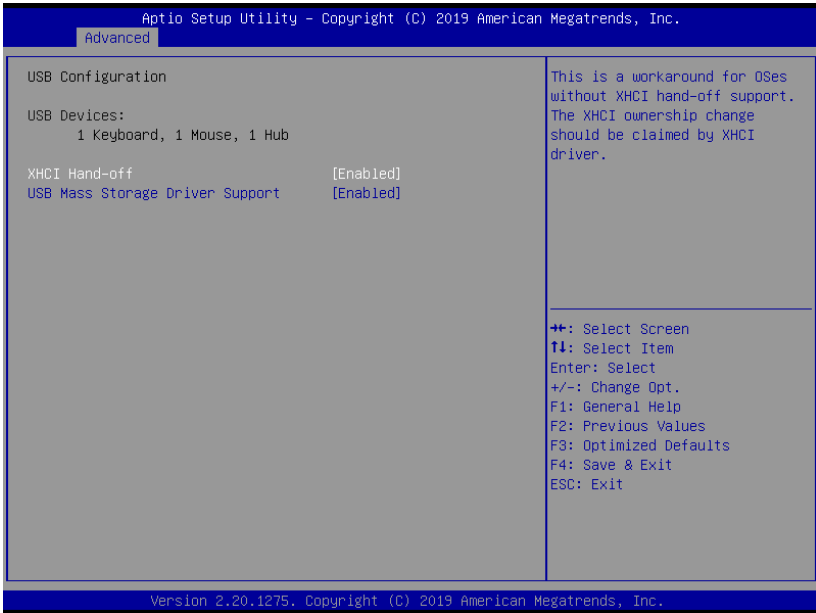 Aptio Setup Utility – Copyright (C) 2019 American Megatrends, Inc.
Advanced
USB Configuration
USB Devices:
1 Keyboard, 1 Mouse, 1 Hub
XHCI Hand-off [Enabled]
USB Mass Storage Driver Support [Enabled]
This is a workaround for OSes
without XHCI hand-off support.
The XHCI ownership change
should be claimed by XHCI
driver.
→←: Select Screen
↑↓: Select Item
Enter: Select
+/-: Change Opt.
F1: General Help
F2: Previous Values
F3: Optimized Defaults
F4: Save & Exit
ESC: Exit
Version 2.20.1275. Copyright (C) 2019 American Megatrends, Inc.